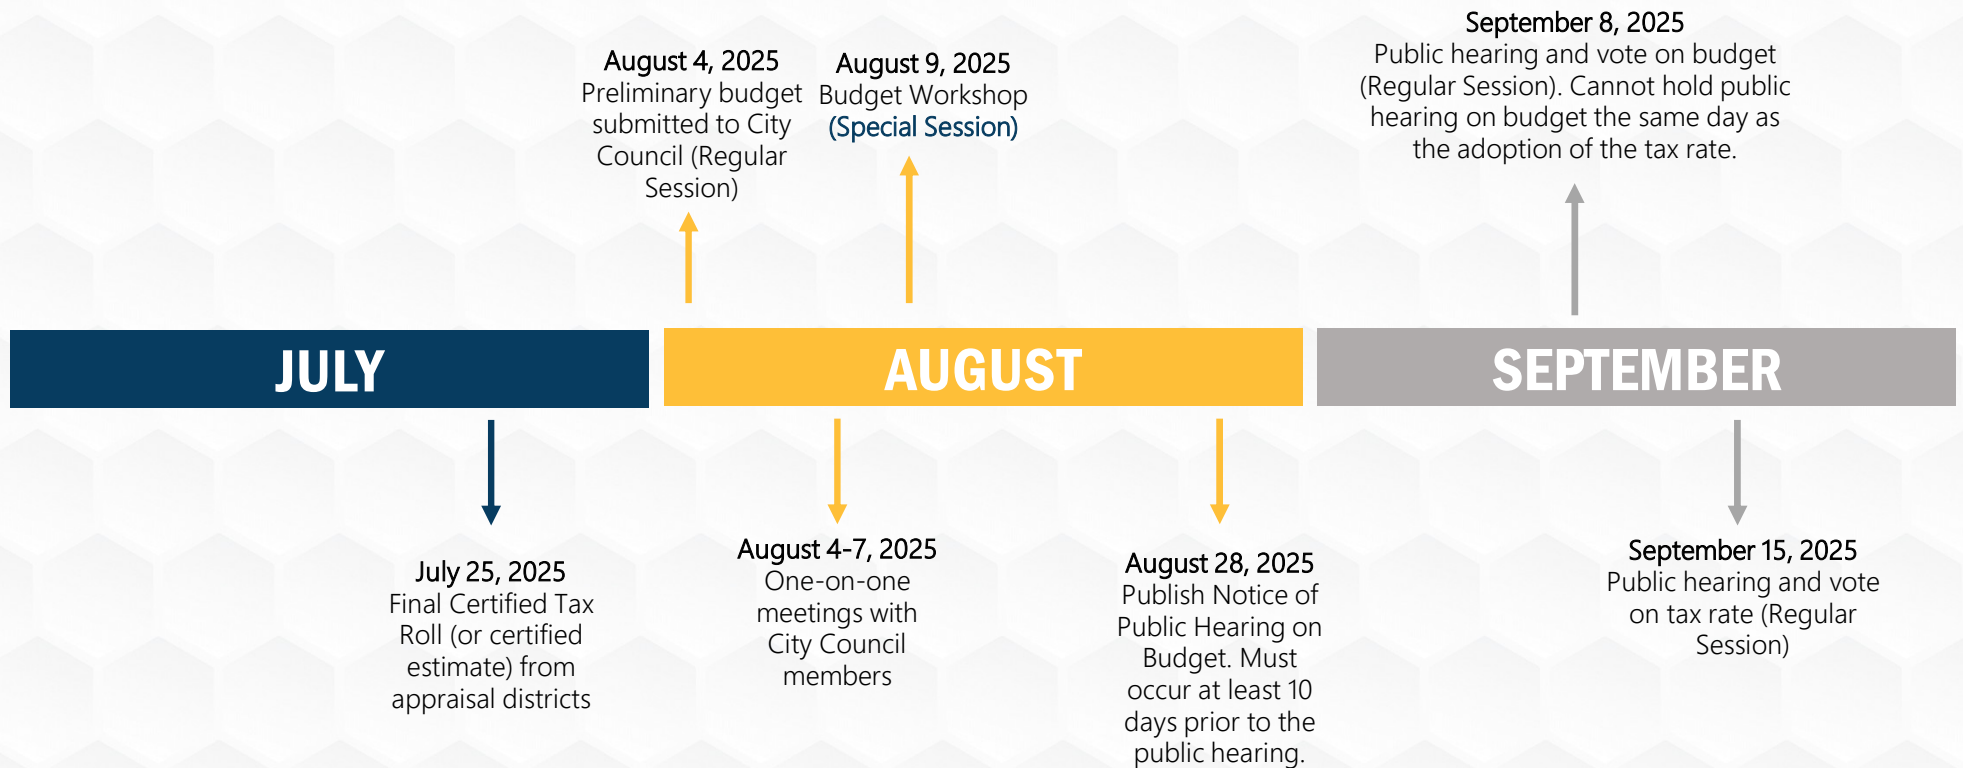 August 4, 2025
Preliminary budget
submitted to City
Council (Regular
Session)
August 9, 2025
Budget Workshop
(Special Session)
September 8, 2025
Public hearing and vote on budget
(Regular Session). Cannot hold public
hearing on budget the same day as
the adoption of the tax rate.
JULY
AUGUST
SEPTEMBER
July 25, 2025
Final Certified Tax
Roll (or certified
estimate) from
appraisal districts
August 4-7, 2025
One-on-one
meetings with
City Council
members
August 28, 2025
Publish Notice of
Public Hearing on
Budget. Must
occur at least 10
days prior to the
public hearing.
September 15, 2025
Public hearing and vote
on tax rate (Regular
Session)